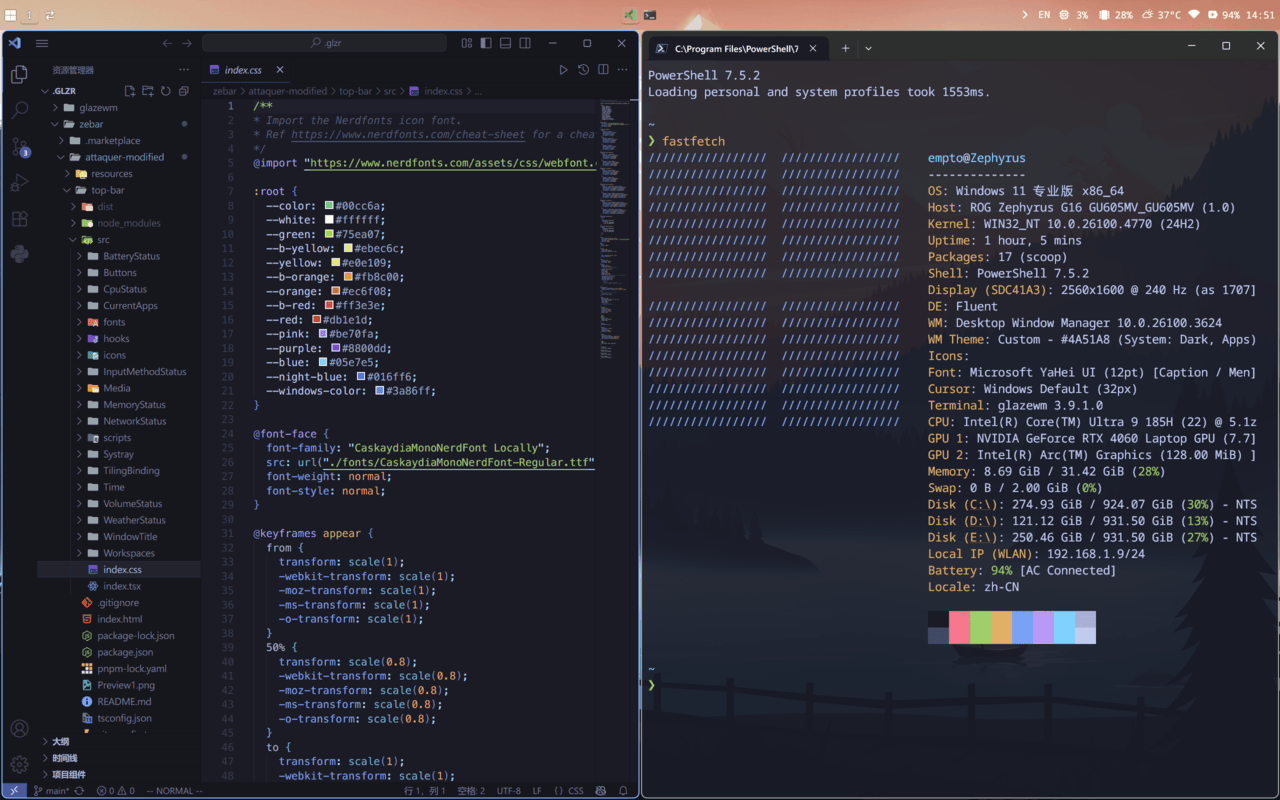 1
EN 3% 28% 37°C 94% 14:51
.glzr
资源管理器
.GLZR
glazewm
zebar
.marketplace
attaquer-modified
resources
top-bar
dist
node_modules
src
BatteryStatus
Buttons
CpuStatus
CurrentApps
fonts
hooks
icons
InputMethodStatus
Media
MemoryStatus
NetworkStatus
scripts
Systray
TilingBinding
Time
VolumeStatus
WeatherStatus
WindowTitle
Workspaces
index.css
index.tsx
.gitignore
index.html
package-lock.json
package.json
pnpm-lock.yaml
Preview1.png
README.md
tsconfig.json
大纲
时间线
项目组件
3
index.css
zebar > attaquer-modified > top-bar > src > index.css > ...
1 /**
2 * Import the Nerdfonts icon font.
3 * Ref https://www.nerdfonts.com/cheat-sheet for a chea
4 */
5 @import "https://www.nerdfonts.com/assets/css/webfont.c
6
7 :root {
8 --color: #00cc6a;
9 --white: #ffffff;
10 --green: #75ea07;
11 --b-yellow: #ebec6c;
12 --yellow: #e0e109;
13 --b-orange: #fb8c00;
14 --orange: #ec6f08;
15 --b-red: #ff3e3e;
16 --red: #db1e1d;
17 --pink: #be70fa;
18 --purple: #8800dd;
19 --blue: #05e7e5;
20 --night-blue: #016ff6;
21 --windows-color: #3a86ff;
22 }
23
24 @font-face {
25 font-family: "CaskaydiaMonoNerdFont Locally";
26 src: url("./fonts/CaskaydiaMonoNerdFont-Regular.ttf"
27 font-weight: normal;
28 font-style: normal;
29 }
30
31 @keyframes appear {
32 from {
33 transform: scale(1);
34 -webkit-transform: scale(1);
35 -moz-transform: scale(1);
36 -ms-transform: scale(1);
37 -o-transform: scale(1);
38 }
39 50% {
40 transform: scale(0.8);
41 -webkit-transform: scale(0.8);
42 -moz-transform: scale(0.8);
43 -ms-transform: scale(0.8);
44 -o-transform: scale(0.8);
45 }
46 to {
47 transform: scale(1);
48 -webkit-transform: scale(1);
main* 0 0 -- NORMAL -- 行 1，列 1 空格: 2 UTF-8 LF {} CSS
C:\Program Files\PowerShell\7
PowerShell 7.5.2
Loading personal and system profiles took 1553ms.
~
❯ fastfetch
///////////////// ///////////////// empto@Zephyrus
///////////////// ///////////////// --------------
///////////////// ///////////////// OS: Windows 11 专业版 x86_64
///////////////// ///////////////// Host: ROG Zephyrus G16 GU605MV_GU605MV (1.0)
///////////////// ///////////////// Kernel: WIN32_NT 10.0.26100.4770 (24H2)
///////////////// ///////////////// Uptime: 1 hour, 5 mins
///////////////// ///////////////// Packages: 17 (scoop)
///////////////// ///////////////// Shell: PowerShell 7.5.2
Display (SDC41A3): 2560x1600 @ 240 Hz (as 1707]
///////////////// ///////////////// DE: Fluent
///////////////// ///////////////// WM: Desktop Window Manager 10.0.26100.3624
///////////////// ///////////////// WM Theme: Custom - #4A51A8 (System: Dark, Apps)
///////////////// ///////////////// Icons:
///////////////// ///////////////// Font: Microsoft YaHei UI (12pt) [Caption / Men]
///////////////// ///////////////// Cursor: Windows Default (32px)
///////////////// ///////////////// Terminal: glazewm 3.9.1.0
///////////////// ///////////////// CPU: Intel(R) Core(TM) Ultra 9 185H (22) @ 5.1z
GPU 1: NVIDIA GeForce RTX 4060 Laptop GPU (7.7]
GPU 2: Intel(R) Arc(TM) Graphics (128.00 MiB) ]
Memory: 8.69 GiB / 31.42 GiB (28%)
Swap: 0 B / 2.00 GiB (0%)
Disk (C:\): 274.93 GiB / 924.07 GiB (30%) - NTS
Disk (D:\): 121.12 GiB / 931.50 GiB (13%) - NTS
Disk (E:\): 250.46 GiB / 931.50 GiB (27%) - NTS
Local IP (WLAN): 192.168.1.9/24
Battery: 94% [AC Connected]
Locale: zh-CN
~
❯